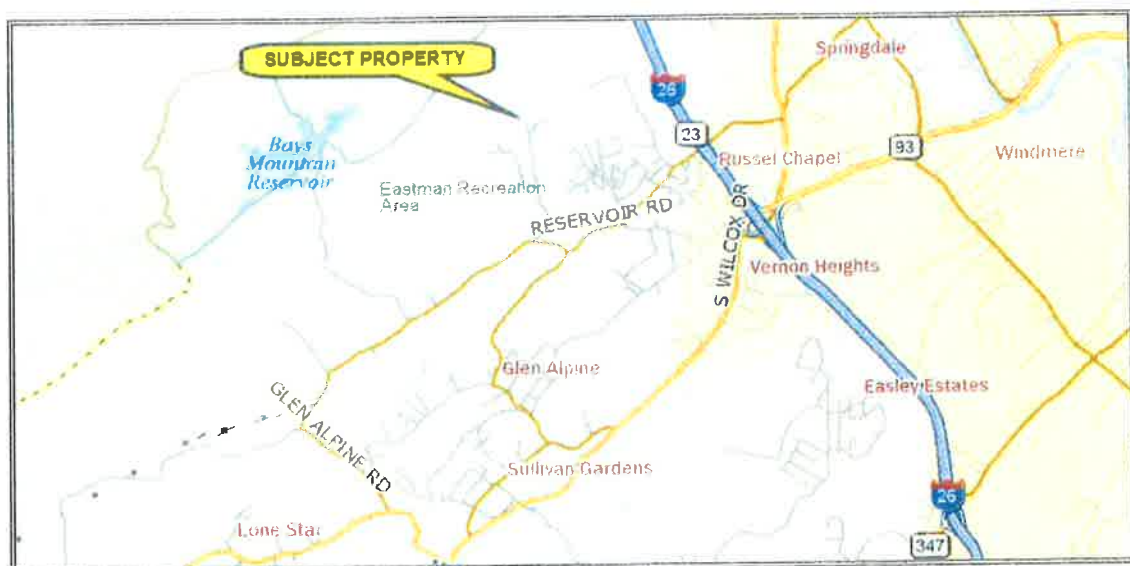 SUBJECT PROPERTY
Springdale
26
23
93
Bays
Mountain
Reservoir
Russel Chapel
Windmere
Eastman Recreation
Area
RESERVOIR RD
S WILCOX DR
Vernon Heights
Glen Alpine
Easley Estates
GLEN ALPINE RD
Sullivan Gardens
26
Lone Star
347